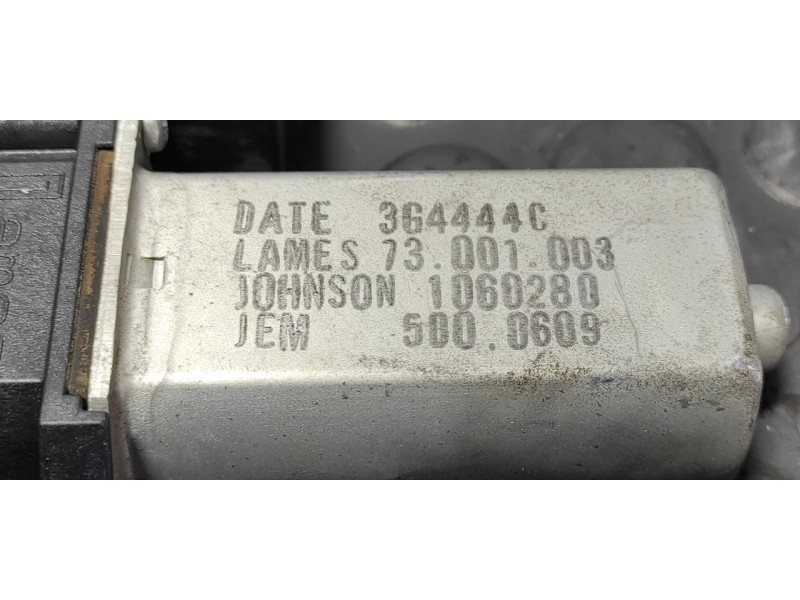 DATE 3G4444C
LAMES 73.001.003
JOHNSON 1060280
JEM 500.0609